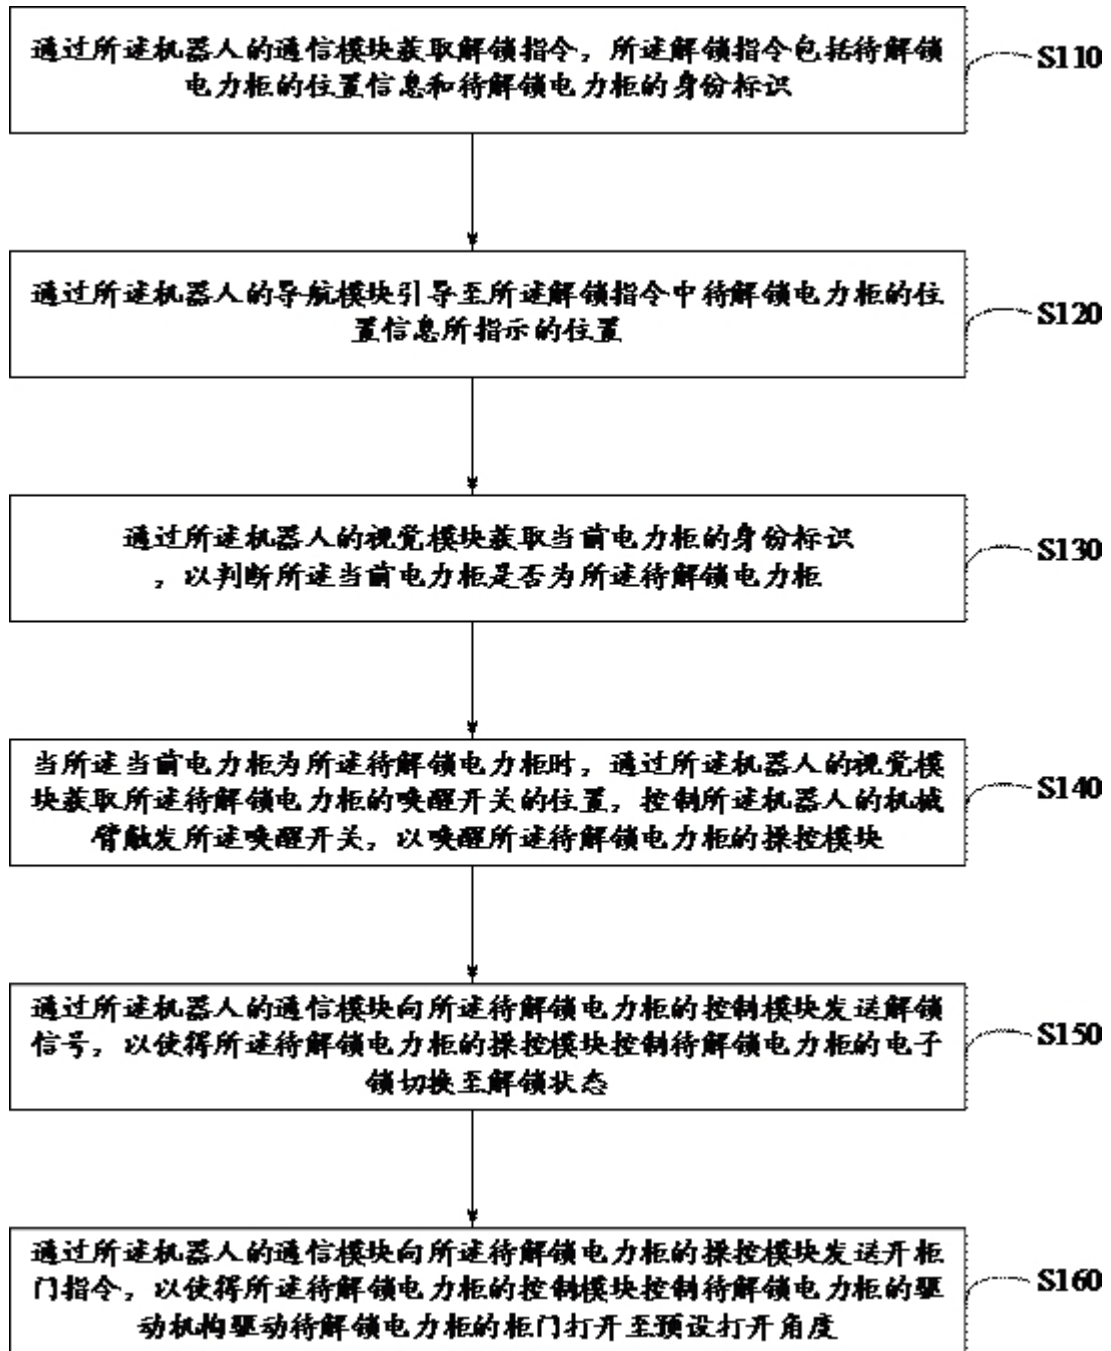 通过所述机器人的通信模块获取解锁指令，所述解锁指令包括待解锁
电力柜的位置信息和待解锁电力柜的身份标识
S110
通过所述机器人的导航模块引导至所述解锁指令中待解锁电力柜的位
置信息所指示的位置
S120
通过所述机器人的视觉模块获取当前电力柜的身份标识
，以判断所述当前电力柜是否为所述待解锁电力柜
S130
当所述当前电力柜为所述待解锁电力柜时，通过所述机器人的视觉模
块获取所述待解锁电力柜的唤醒开关的位置，控制所述机器人的机械
臂触发所述唤醒开关，以唤醒所述待解锁电力柜的操控模块
S140
通过所述机器人的通信模块向所述待解锁电力柜的控制模块发送解锁
信号，以使得所述待解锁电力柜的操控模块控制待解锁电力柜的电子
锁切换至解锁状态
S150
通过所述机器人的通信模块向所述待解锁电力柜的操控模块发送开柜
门指令，以使得所述待解锁电力柜的控制模块控制待解锁电力柜的驱
动机构驱动待解锁电力柜的柜门打开至预设打开角度
S160